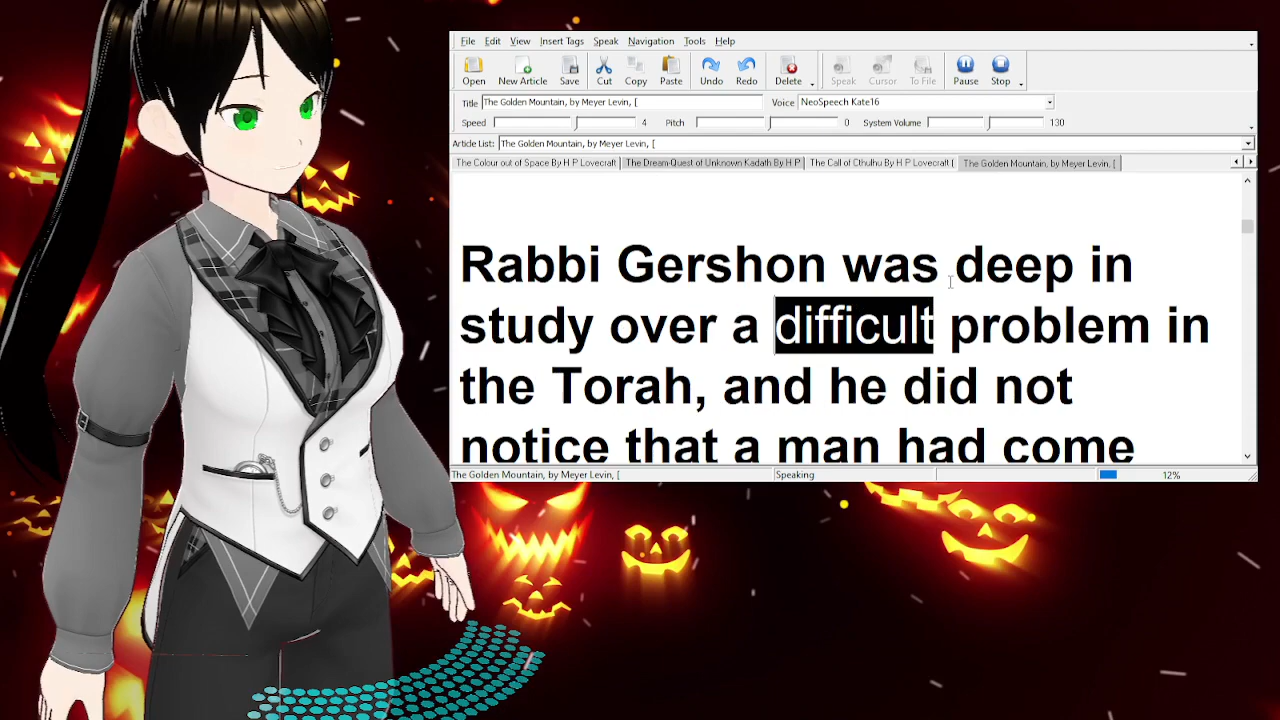 File Edit View Insert Tags Speak Navigation Tools Help
Open New Article Save Cut Copy Paste Undo Redo Delete Speak Cursor To File Pause Stop
Title The Golden Mountain, by Meyer Levin, [ Voice NeoSpeech Kate16
Speed 4 Pitch 0 System Volume 130
Article List: The Golden Mountain, by Meyer Levin, [
The Colour out of Space By H P Lovecraft The Dream-Quest of Unknown Kadath By H P The Call of Cthulhu By H P Lovecraft ( The Golden Mountain, by Meyer Levin, [
Rabbi Gershon was deep in
study over a difficult problem in
the Torah, and he did not
notice that a man had come
The Golden Mountain, by Meyer Levin, [ Speaking 12%